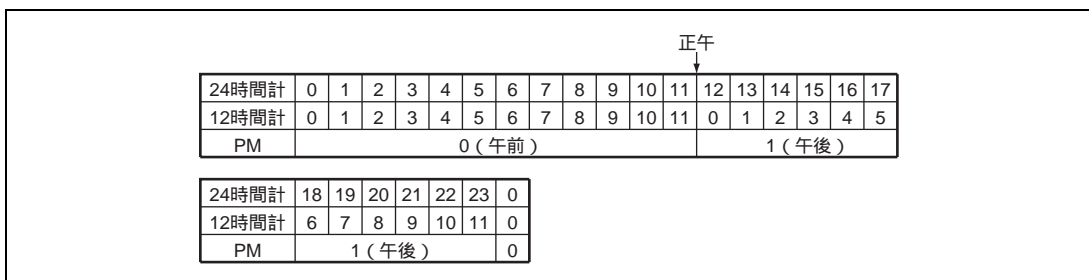 正午
24時間計 0 1 2 3 4 5 6 7 8 9 10 11 12 13 14 15 16 17
12時間計 0 1 2 3 4 5 6 7 8 9 10 11 0 1 2 3 4 5
PM 0 ( 午前 ) 1 ( 午後 )
24時間計 18 19 20 21 22 23 0
12時間計 6 7 8 9 10 11 0
PM 1 ( 午後 ) 0